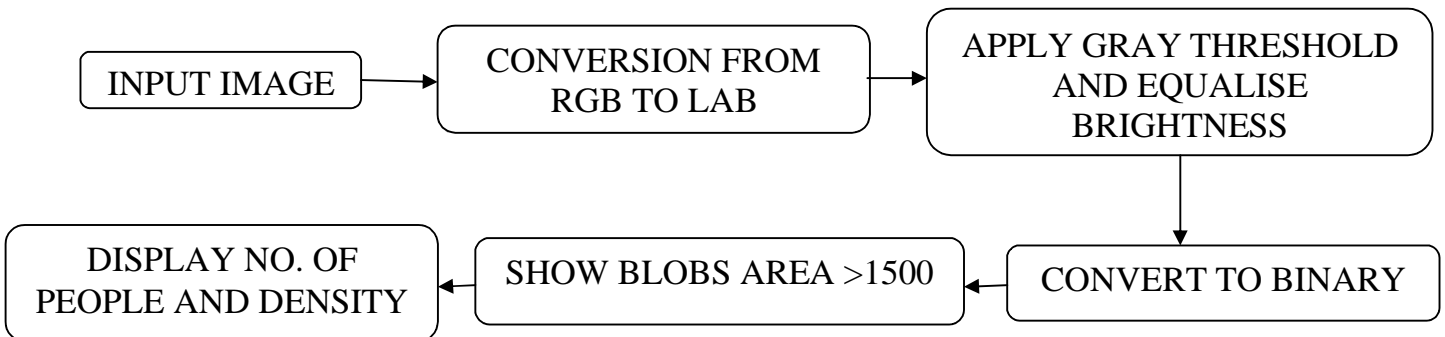 INPUT IMAGE
CONVERSION FROM
RGB TO LAB
APPLY GRAY THRESHOLD
AND EQUALISE
BRIGHTNESS
CONVERT TO BINARY
SHOW BLOBS AREA >1500
DISPLAY NO. OF
PEOPLE AND DENSITY